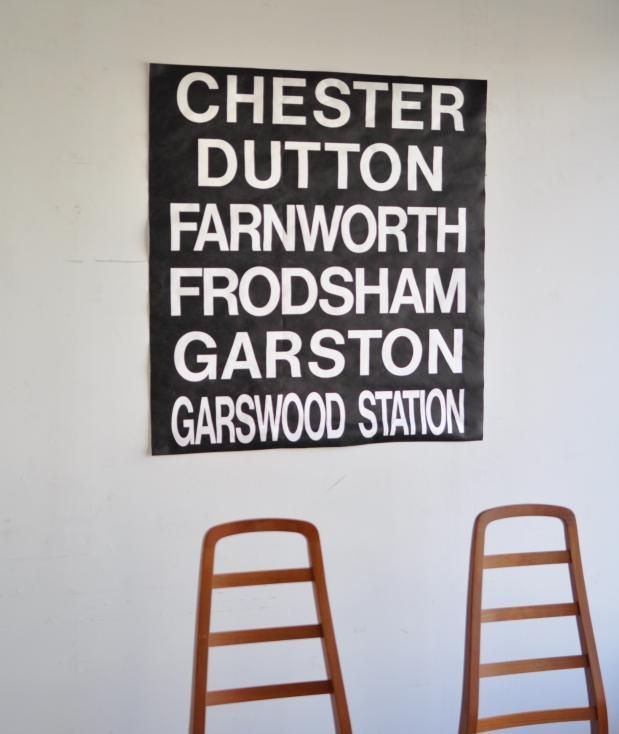 CHESTER
DUTTON
FARNWORTH
FRODSHAM
GARSTON
GARSWOOD STATION